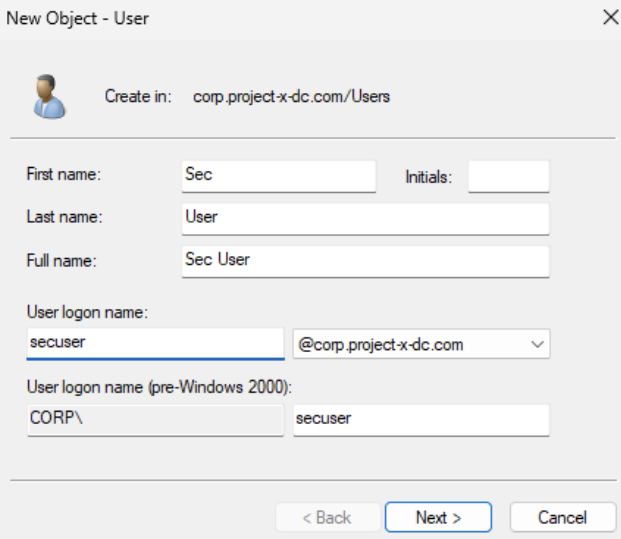 New Object - User
Create in: corp.project-x-dc.com/Users
First name: Sec Initials:
Last name: User
Full name: Sec User
User logon name:
secuser @corp.project-x-dc.com
User logon name (pre-Windows 2000):
CORP\ secuser
< Back Next > Cancel